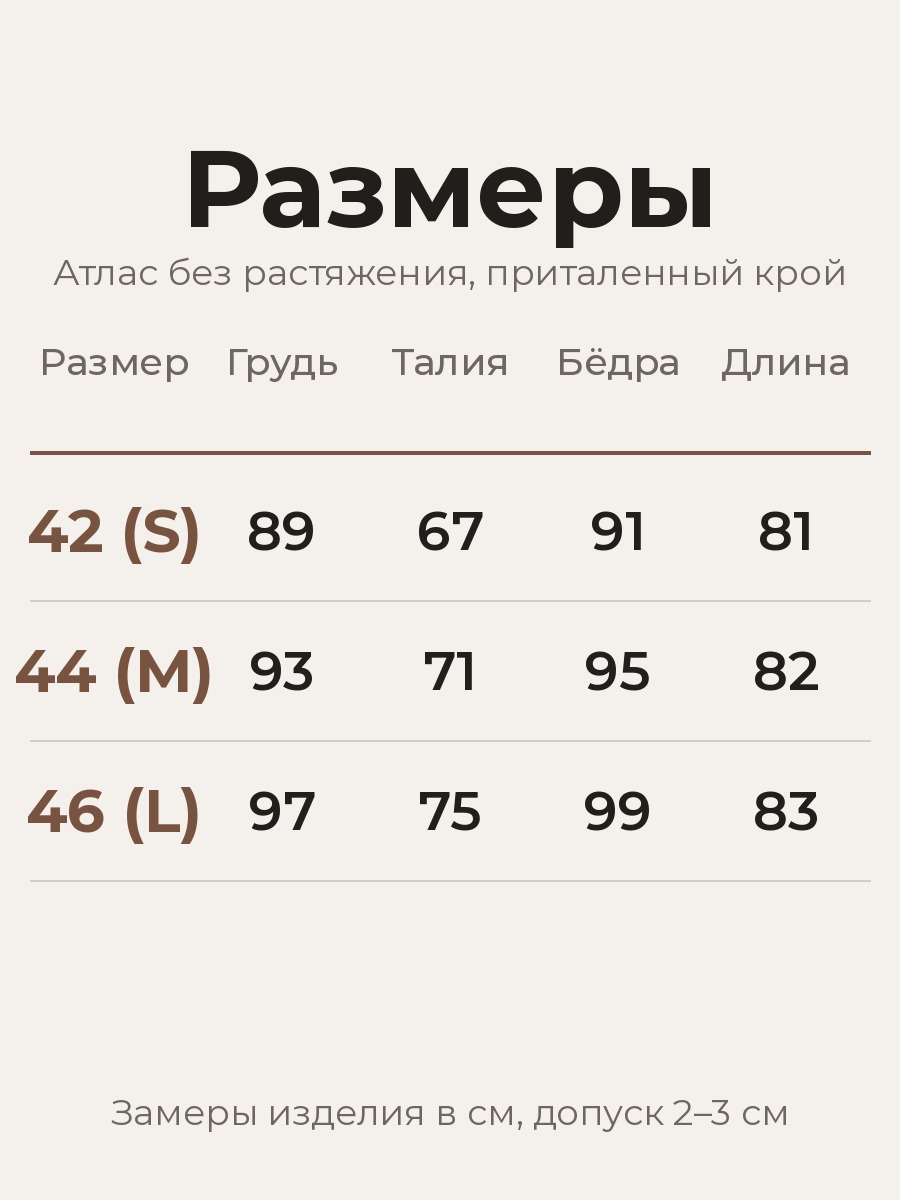 Размеры
Атлас без растяжения, приталенный крой
Размер Грудь Талия Бёдра Длина
42 (S) 89 67 91 81
44 (M) 93 71 95 82
46 (L) 97 75 99 83
Замеры изделия в см, допуск 2–3 см